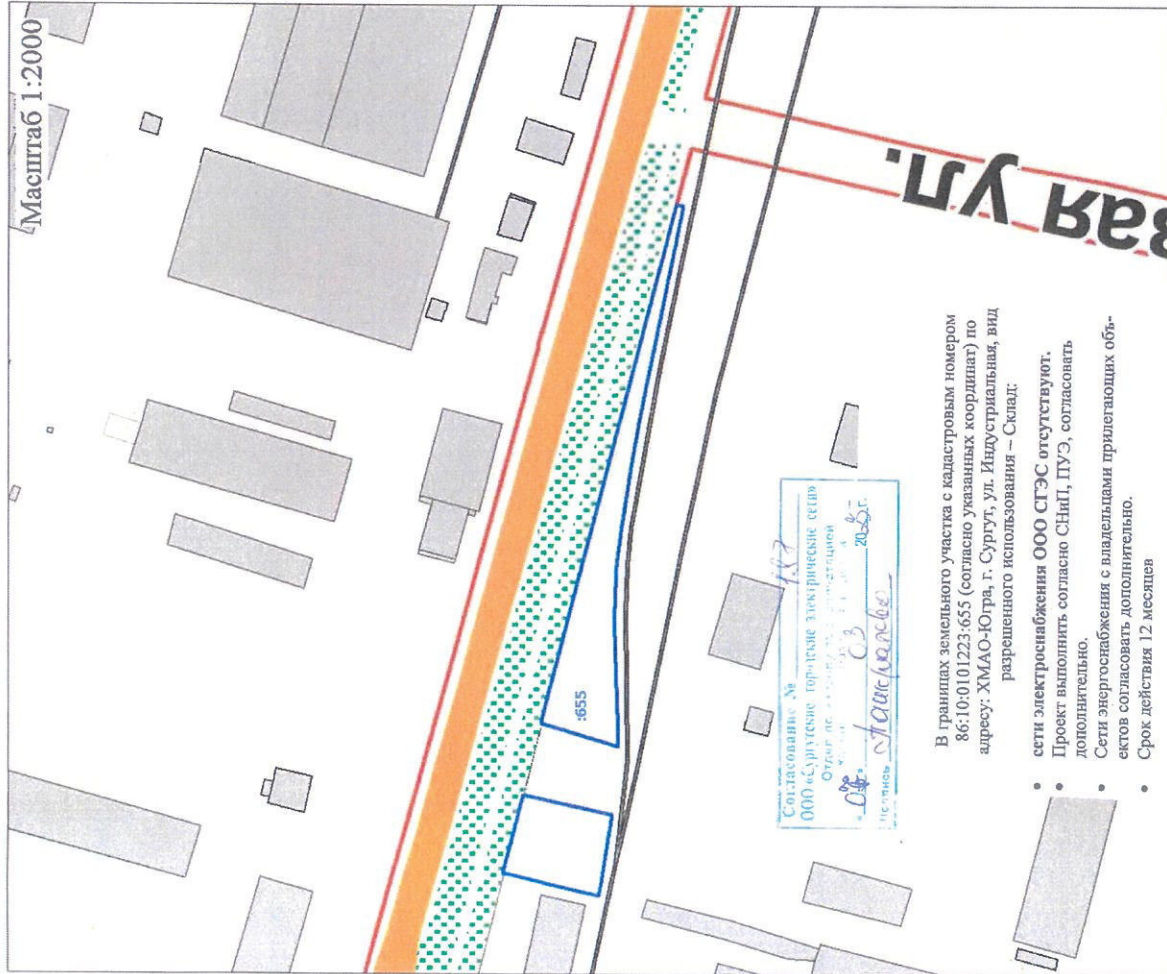 Масштаб 1:2000
вая ул.
:655
Согласование № 187
ООО «Сургутские городские электрические сети»
03 20 г.
Подпись
В границах земельного участка с кадастровым номером
86:10:0101223:655 (согласно указанных координат) по
адресу: ХМАО-Югра, г. Сургут, ул. Индустриальная, вид
разрешенного использования – Склад:
• сети электроснабжения ООО СГЭС отсутствуют.
• Проект выполнить согласно СНиП, ПУЭ, согласовать
дополнительно.
• Сети энергоснабжения с владельцами прилегающих объ-
ектов согласовать дополнительно.
• Срок действия 12 месяцев